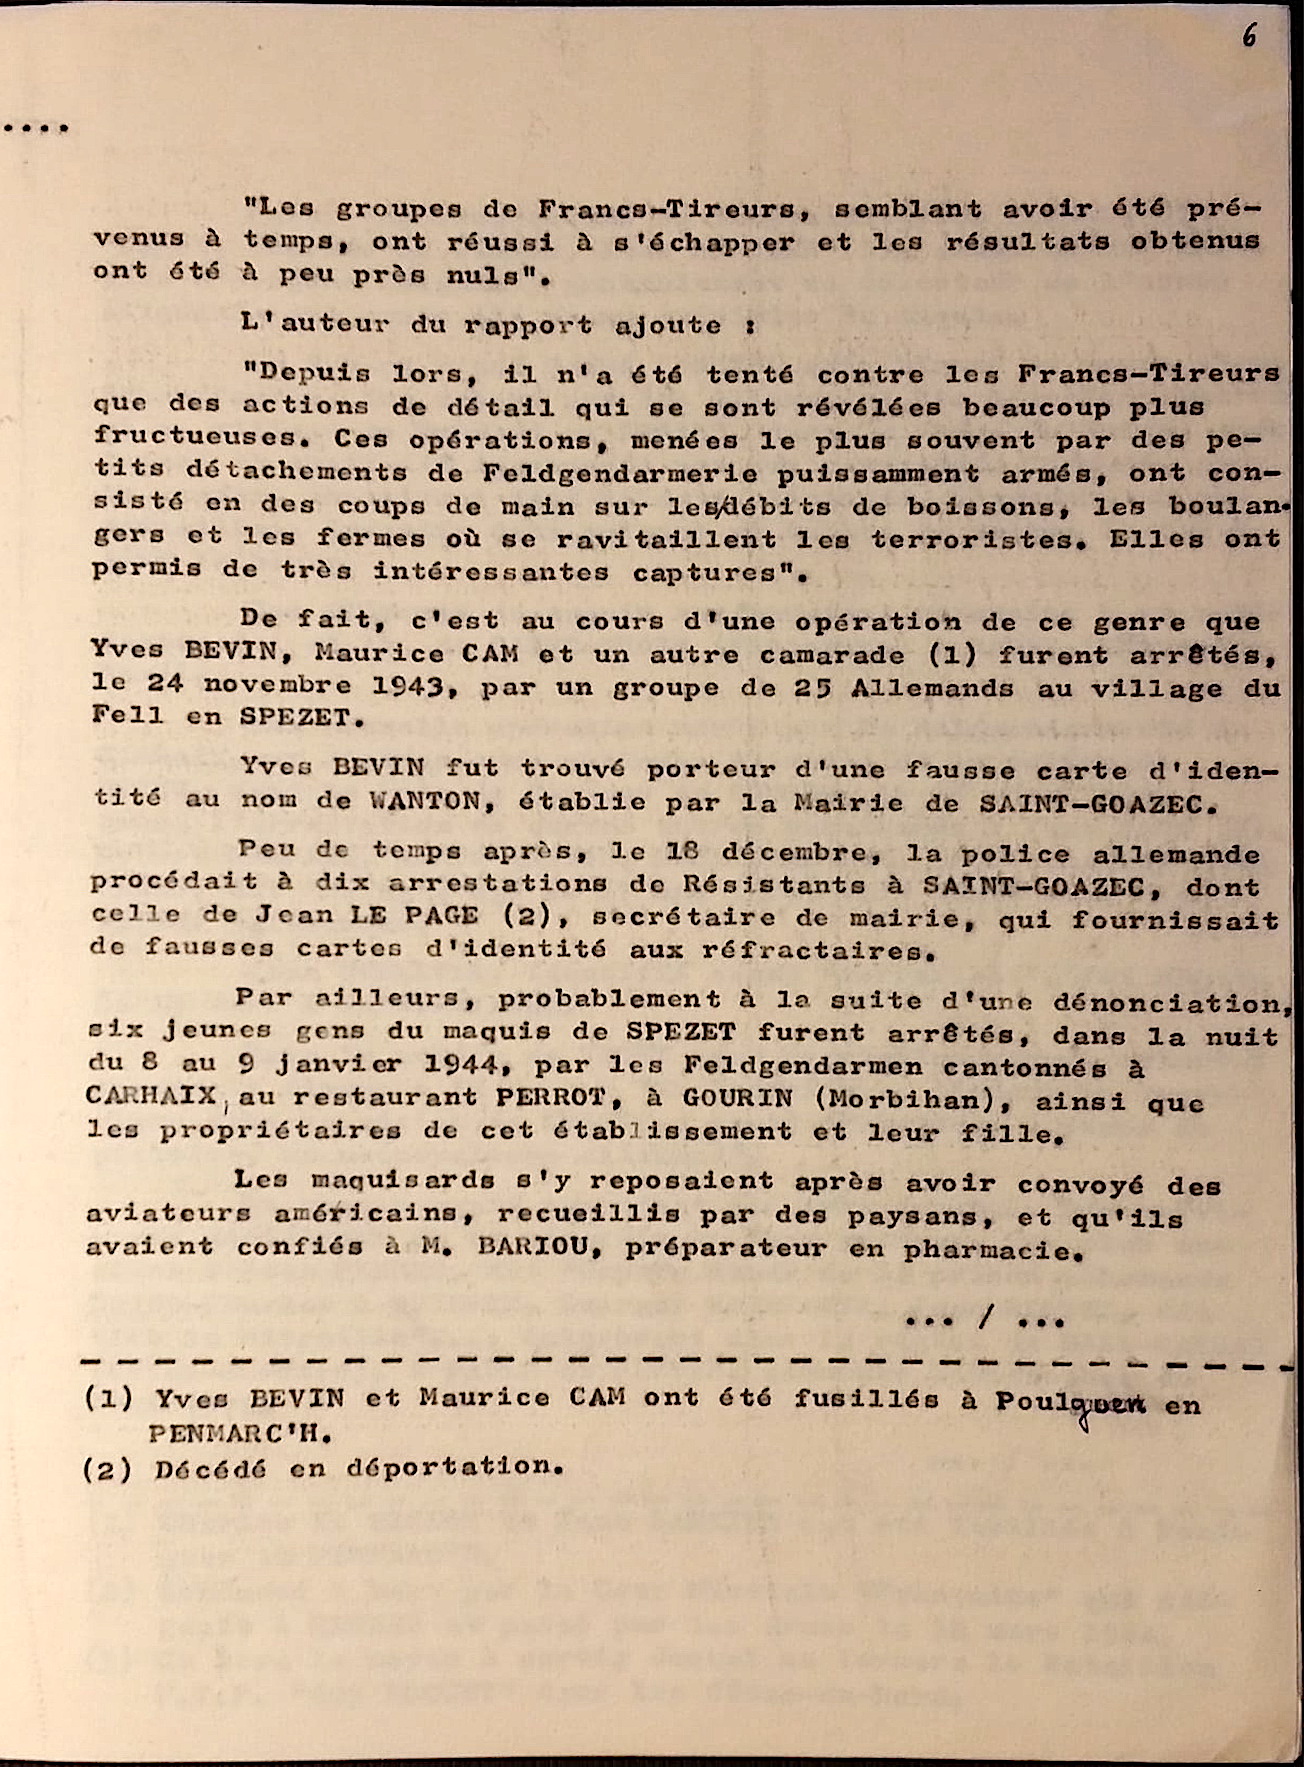 6
....
"Les groupes de Francs-Tireurs, semblant avoir été pré-
venus à temps, ont réussi à s'échapper et les résultats obtenus
ont été à peu près nuls".
L'auteur du rapport ajoute :
"Depuis lors, il n'a été tenté contre les Francs-Tireurs
que des actions de détail qui se sont révélées beaucoup plus
fructueuses. Ces opérations, menées le plus souvent par des pe-
tits détachements de Feldgendarmerie puissamment armés, ont con-
sisté en des coups de main sur les/débits de boissons, les boulan-
gers et les fermes où se ravitaillent les terroristes. Elles ont
permis de très intéressantes captures".
De fait, c'est au cours d'une opération de ce genre que
Yves BEVIN, Maurice CAM et un autre camarade (1) furent arrêtés,
le 24 novembre 1943, par un groupe de 25 Allemands au village du
Fell en SPEZET.
Yves BEVIN fut trouvé porteur d'une fausse carte d'iden-
tité au nom de WANTON, établie par la Mairie de SAINT-GOAZEC.
Peu de temps après, le 18 décembre, la police allemande
procédait à dix arrestations de Résistants à SAINT-GOAZEC, dont
celle de Jean LE PAGE (2), secrétaire de mairie, qui fournissait
de fausses cartes d'identité aux réfractaires.
Par ailleurs, probablement à la suite d'une dénonciation,
six jeunes gens du maquis de SPEZET furent arrêtés, dans la nuit
du 8 au 9 janvier 1944, par les Feldgendarmen cantonnés à
CARHAIX, au restaurant PERROT, à GOURIN (Morbihan), ainsi que
les propriétaires de cet établissement et leur fille.
Les maquisards s'y reposaient après avoir convoyé des
aviateurs américains, recueillis par des paysans, et qu'ils
avaient confiés à M. BARIOU, préparateur en pharmacie.
... / ...
(1) Yves BEVIN et Maurice CAM ont été fusillés à Poulguen en
PENMARC'H.
(2) Décédé en déportation.